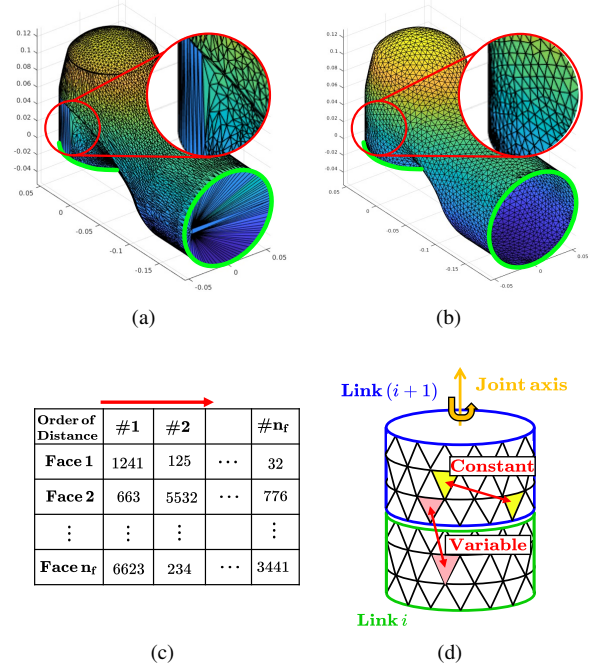 0.12
0.1
0.08
0.06
0.04
0.02
0
-0.02
-0.04
0.05
0
-0.05
-0.1
-0.15
-0.05
0
0.05
(a)
0.12
0.1
0.08
0.06
0.04
0.02
0
-0.02
-0.04
0.05
0
-0.05
-0.1
-0.15
-0.05
0
0.05
(b)
Order of Distance #1 #2 #n_f
Face 1 1241 125 ⋯ 32
Face 2 663 5532 ⋯ 776
⋮ ⋮ ⋮ ⋮
Face n_f 6623 234 ⋯ 3441
(c)
Link (i + 1)
Joint axis
Constant
Variable
Link i
(d)